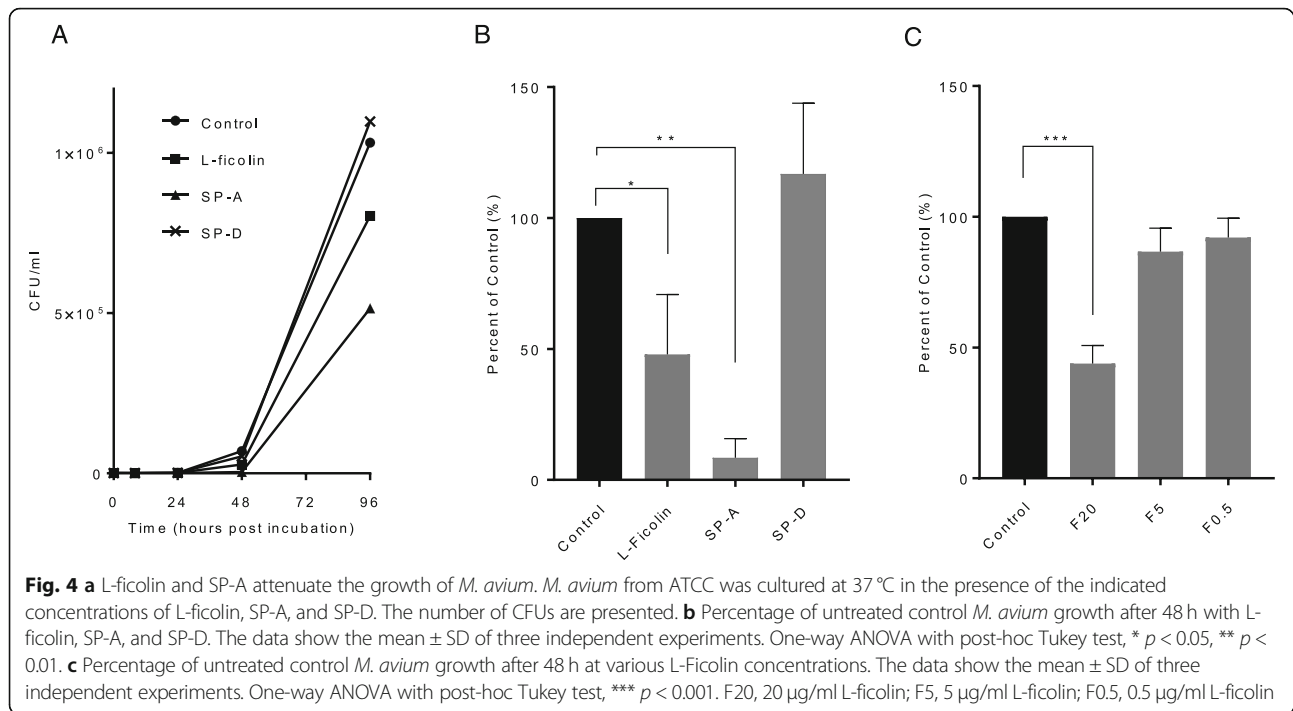 A
Control
L-ficolin
SP-A
SP-D
1×10⁶
5×10⁵
0
CFU/ml
0 24 48 72 96
Time (hours post incubation)
B
150
100
50
0
Percent of Control (%)
* *
*
Control
L-Ficolin
SP-A
SP-D
C
150
100
50
0
Percent of Control (%)
* * *
Control
F20
F5
F0.5
Fig. 4 a L-ficolin and SP-A attenuate the growth of M. avium. M. avium from ATCC was cultured at 37 °C in the presence of the indicated
concentrations of L-ficolin, SP-A, and SP-D. The number of CFUs are presented. b Percentage of untreated control M. avium growth after 48 h with L-
ficolin, SP-A, and SP-D. The data show the mean ± SD of three independent experiments. One-way ANOVA with post-hoc Tukey test, * p < 0.05, ** p <
0.01. c Percentage of untreated control M. avium growth after 48 h at various L-Ficolin concentrations. The data show the mean ± SD of three
independent experiments. One-way ANOVA with post-hoc Tukey test, *** p < 0.001. F20, 20 μg/ml L-ficolin; F5, 5 μg/ml L-ficolin; F0.5, 0.5 μg/ml L-ficolin